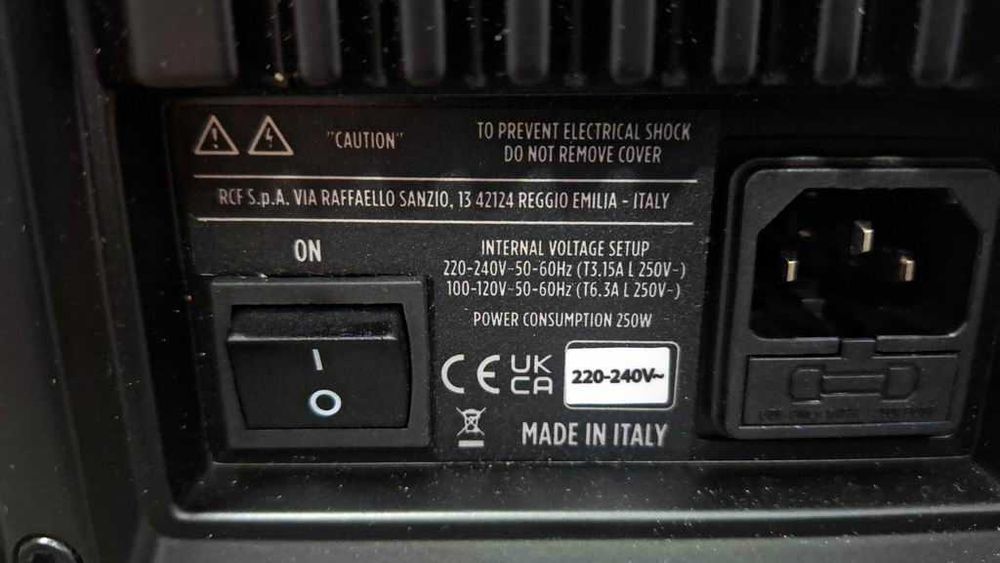 "CAUTION"
TO PREVENT ELECTRICAL SHOCK
DO NOT REMOVE COVER
RCF S.p.A. VIA RAFFAELLO SANZIO, 13 42124 REGGIO EMILIA - ITALY
ON
INTERNAL VOLTAGE SETUP
220-240V~50-60Hz (T3.15A L 250V~)
100-120V~50-60Hz (T6.3A L 250V~)
POWER CONSUMPTION 250W
I
O
CE UK
CA
220-240V~
MADE IN ITALY